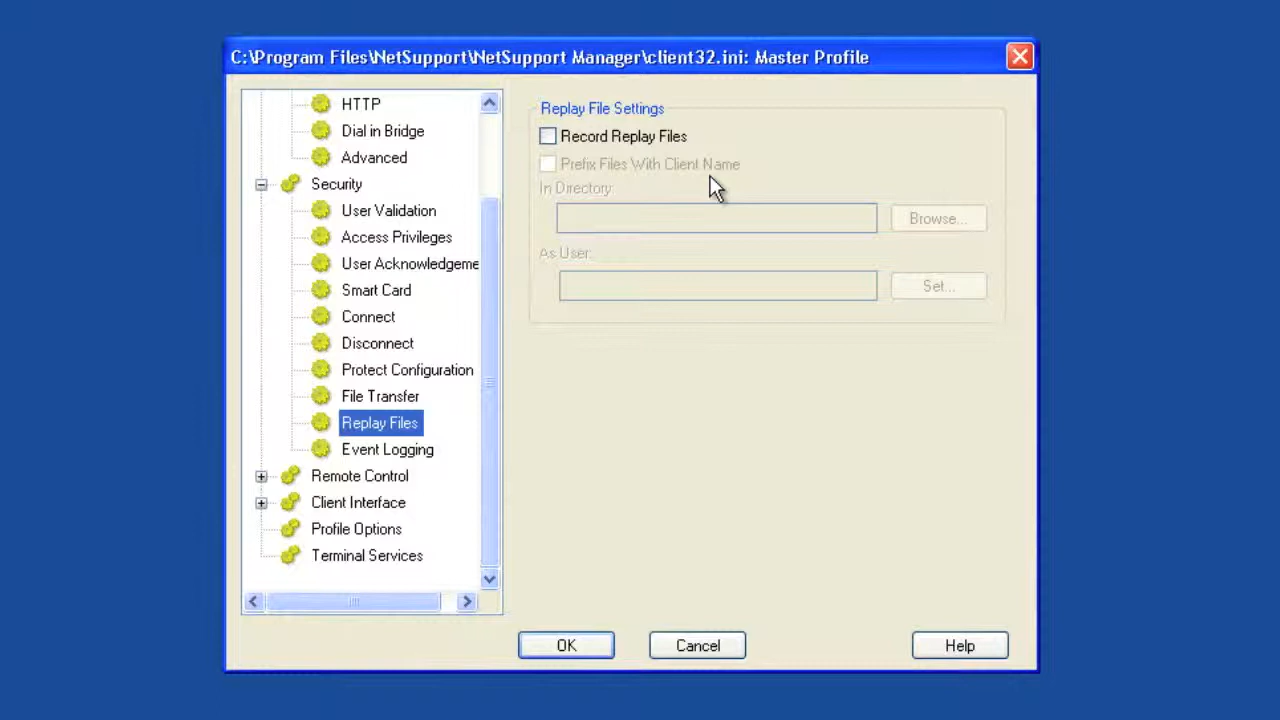 C:\Program Files\NetSupport\NetSupport Manager\client32.ini: Master Profile
HTTP
Dial in Bridge
Advanced
Security
User Validation
Access Privileges
User Acknowledgeme
Smart Card
Connect
Disconnect
Protect Configuration
File Transfer
Replay Files
Event Logging
Remote Control
Client Interface
Profile Options
Terminal Services
Replay File Settings
Record Replay Files
Prefix Files With Client Name
In Directory:
Browse...
As User:
Set...
OK
Cancel
Help